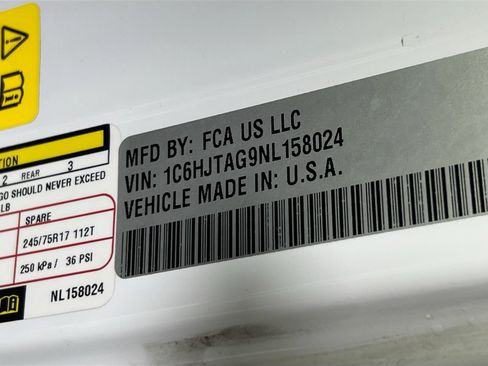 2 REAR 3
GO SHOULD NEVER EXCEED
LB
SPARE
245/75R17 112T
250 kPa / 36 PSI
NL158024
MFD BY: FCA US LLC
VIN: 1C6HJTAG9NL158024
VEHICLE MADE IN: U.S.A.